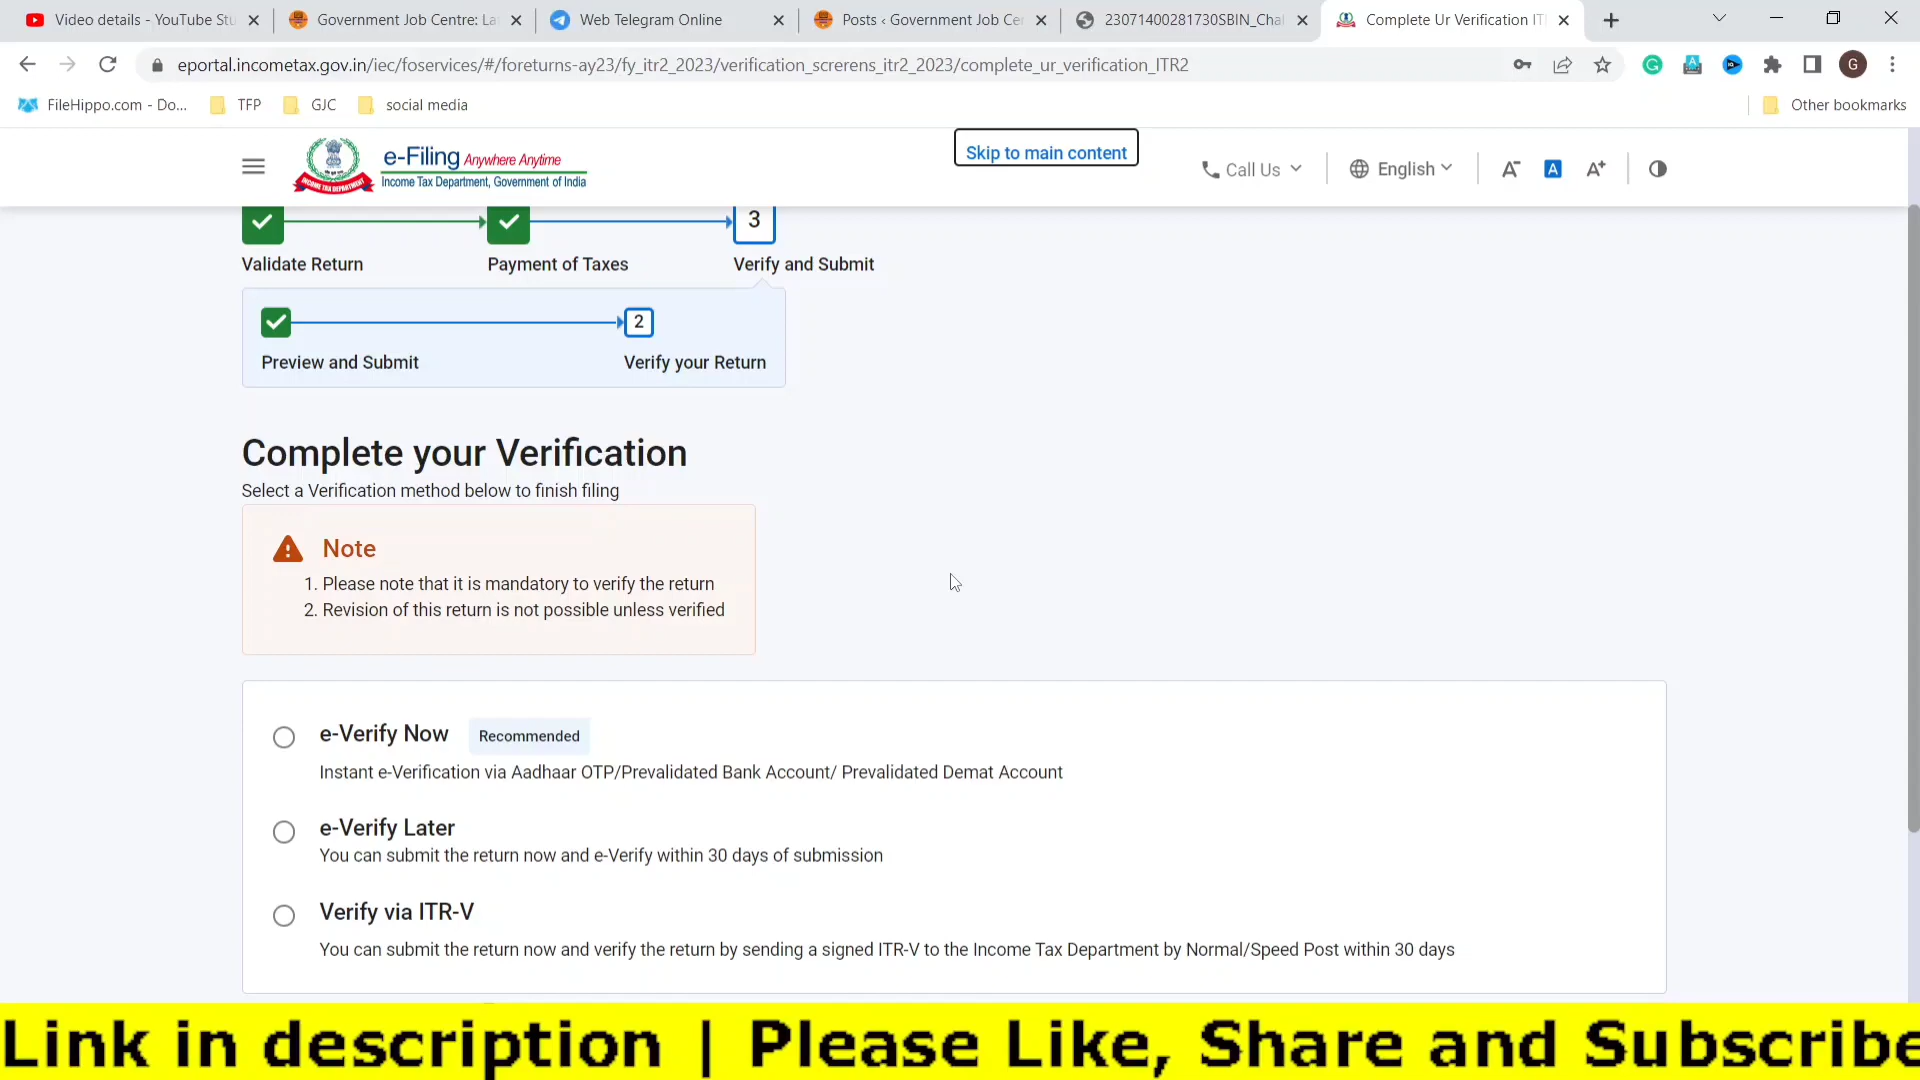 Video details - YouTube Stu
Government Job Centre: La
Web Telegram Online
Posts ‹ Government Job Ce
23071400281730SBIN_Chal
Complete Ur Verification IT
eportal.incometax.gov.in/iec/foservices/#/foreturns-ay23/fy_itr2_2023/verification_screrens_itr2_2023/complete_ur_verification_ITR2
G
FileHippo.com - Do...
TFP
GJC
social media
Other bookmarks
e-Filing Anywhere Anytime
Income Tax Department, Government of India
INCOME TAX DEPARTMENT
Skip to main content
Call Us
English
A-
A
A+
3
Validate Return
Payment of Taxes
Verify and Submit
2
Preview and Submit
Verify your Return
Complete your Verification
Select a Verification method below to finish filing
Note
1. Please note that it is mandatory to verify the return
2. Revision of this return is not possible unless verified
e-Verify Now
Recommended
Instant e-Verification via Aadhaar OTP/Prevalidated Bank Account/ Prevalidated Demat Account
e-Verify Later
You can submit the return now and e-Verify within 30 days of submission
Verify via ITR-V
You can submit the return now and verify the return by sending a signed ITR-V to the Income Tax Department by Normal/Speed Post within 30 days
Link in description | Please Like, Share and Subscribe